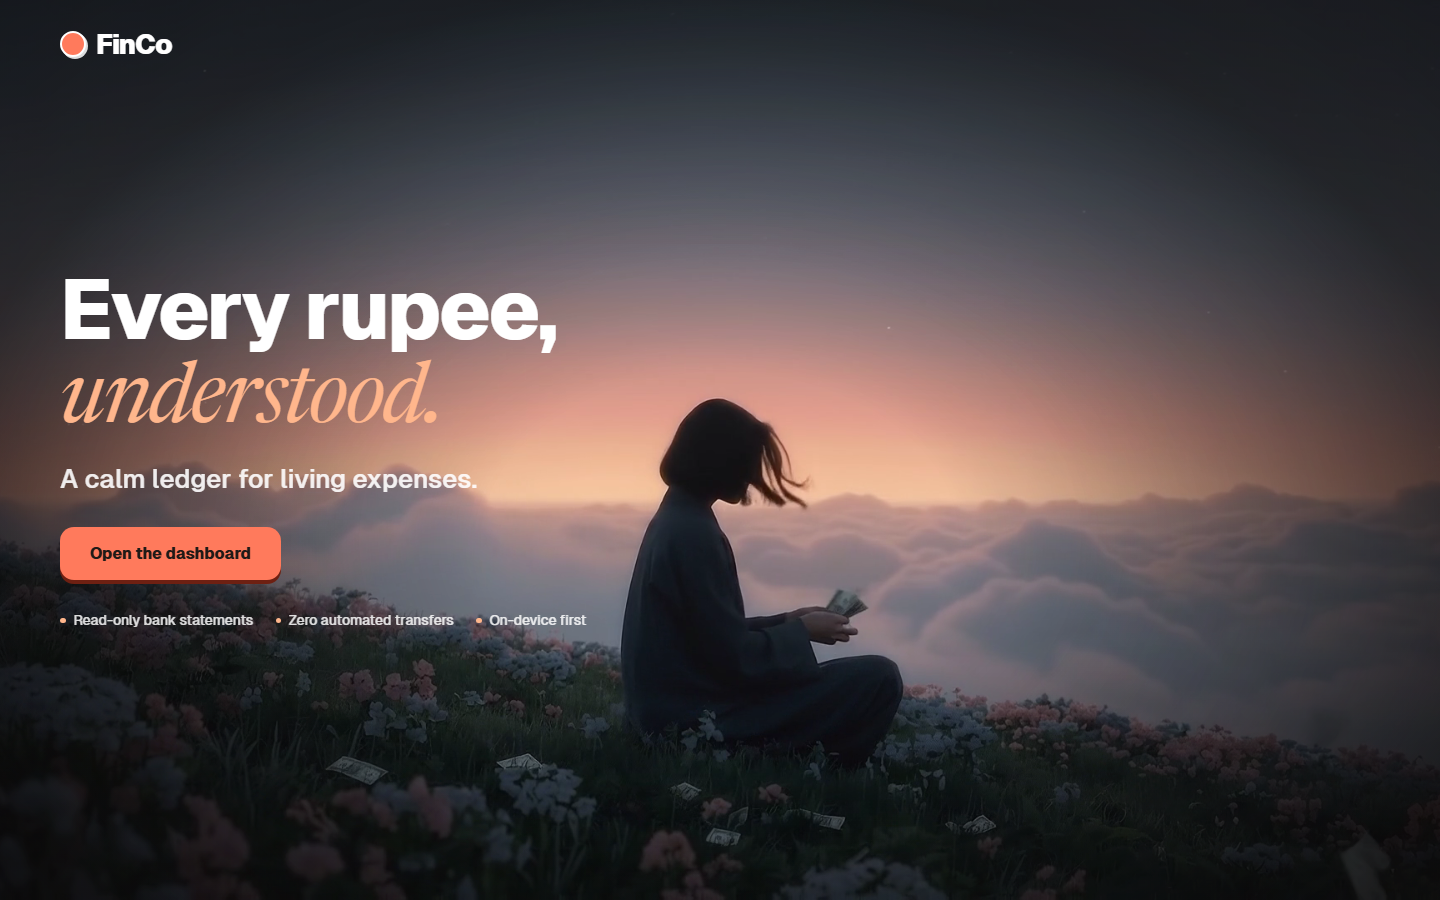 FinCo
Every rupee,
understood.
A calm ledger for living expenses.
Open the dashboard
Read-only bank statements
Zero automated transfers
On-device first